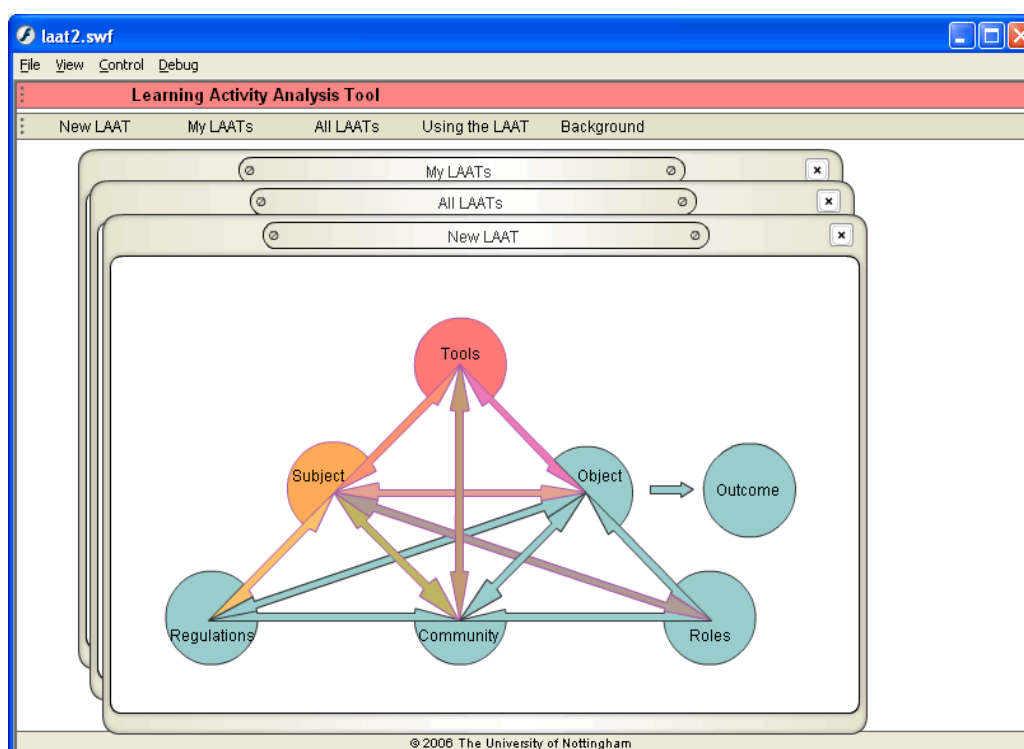 laat2.swf
File View Control Debug
Learning Activity Analysis Tool
New LAAT My LAATs All LAATs Using the LAAT Background
My LAATs
All LAATs
New LAAT
Tools
Subject Object Outcome
Regulations Community Roles
© 2006 The University of Nottingham